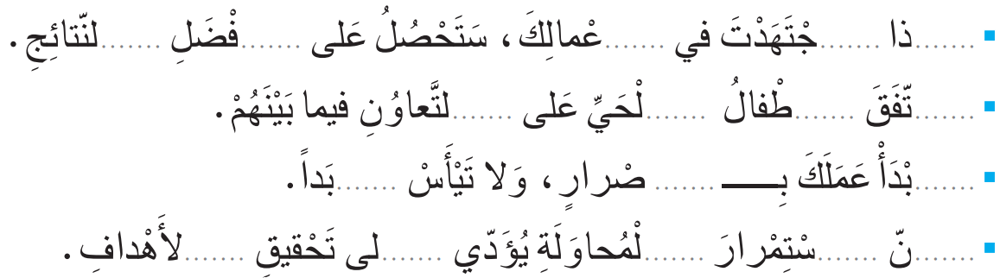 ▪ ........ذا ........جْتَهَدْتَ في ........عْمالِكَ، سَتَحْصُلُ عَلى ........فْضَلِ ........لنّتائِجِ.
▪ ........تّفَقَ ........طْفالُ ........لْحَيِّ عَلى ........لتَّعاوُنِ فيما بَيْنَهُمْ.
▪ ........بْدَأْ عَمَلَكَ بِــــ ........صْرارٍ، وَلا تَيْأَسْ ........بَداً.
▪ ........نّ ........سْتِمْرارَ ........لْمُحاوَلَةِ يُؤَدّي ........لى تَحْقيقِ ........لأَهْدافِ.